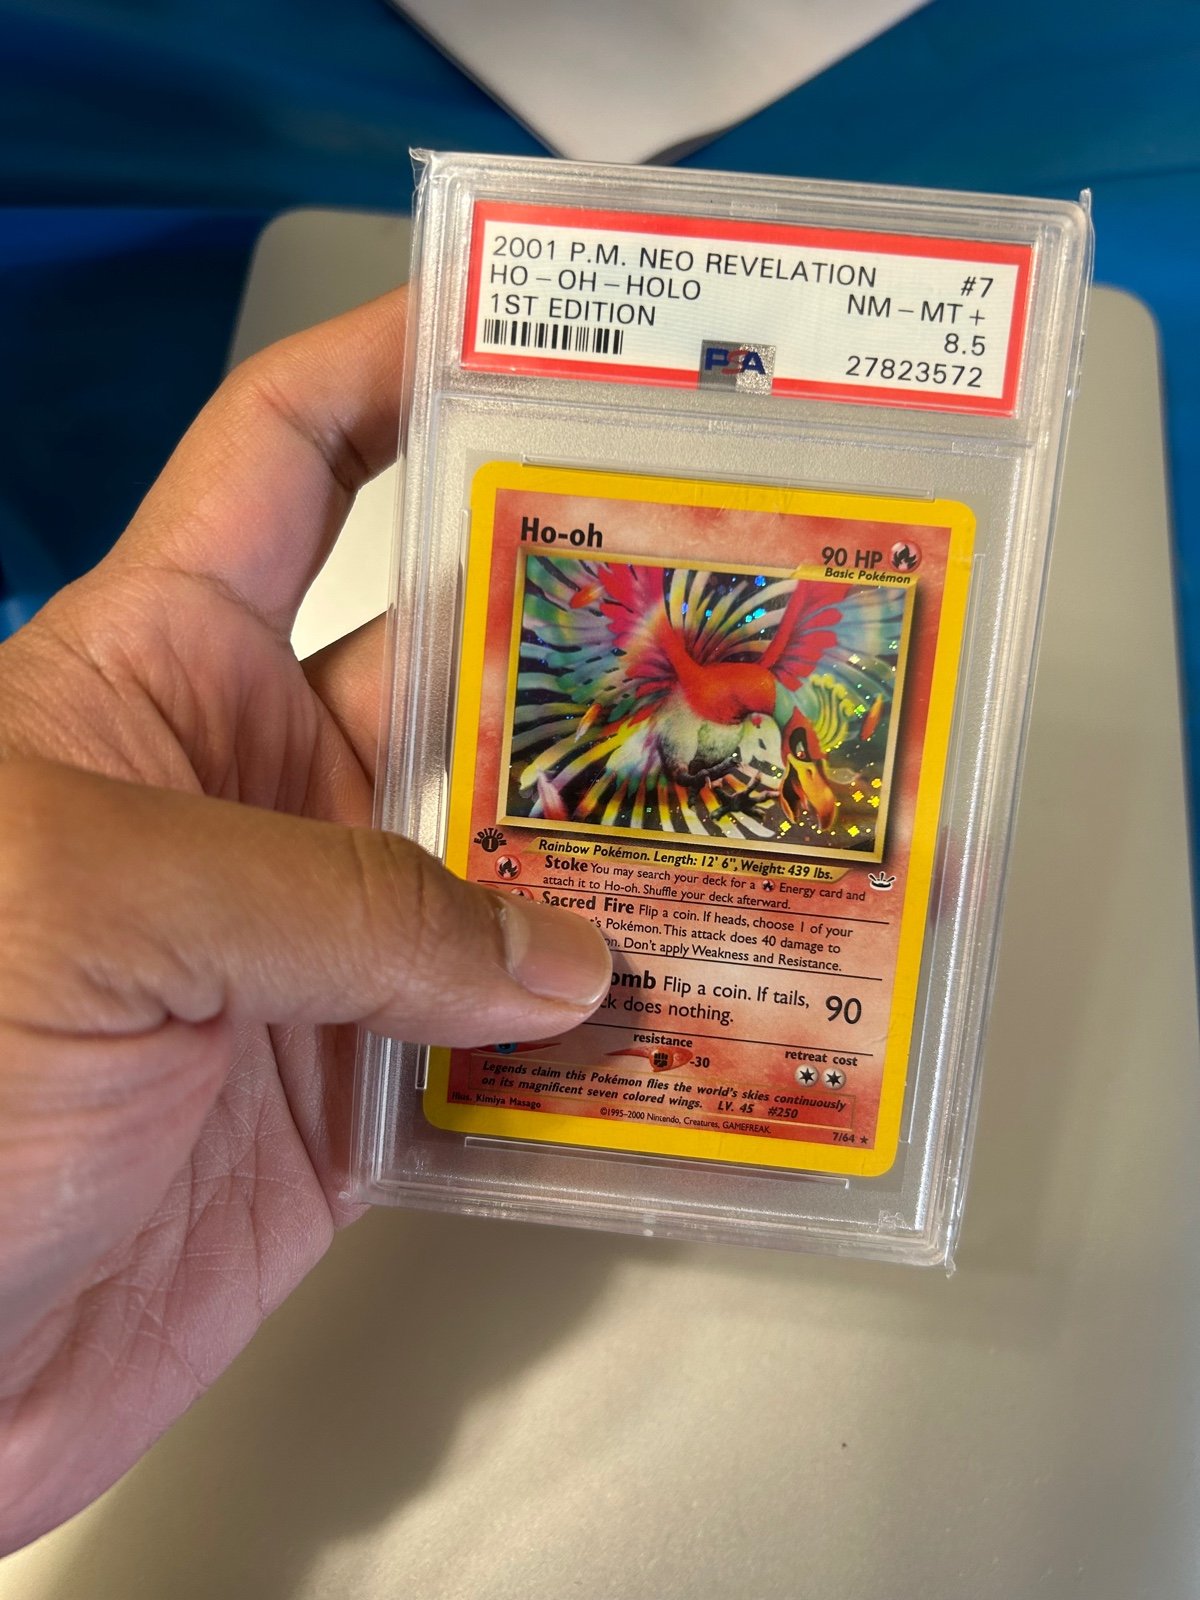 2001 P.M. NEO REVELATION #7
HO-OH-HOLO NM-MT+
1ST EDITION 8.5
PSA 27823572
Ho-oh
90 HP
Basic Pokémon
EDITION
1
Rainbow Pokémon. Length: 12' 6", Weight: 439 lbs.
Stoke You may search your deck for a Energy card and
attach it to Ho-oh. Shuffle your deck afterward.
Sacred Fire Flip a coin. If heads, choose 1 of your
's Pokémon. This attack does 40 damage to
on. Don't apply Weakness and Resistance.
omb Flip a coin. If tails,
ck does nothing.
90
resistance
-30
retreat cost
Legends claim this Pokémon flies the world's skies continuously
on its magnificent seven colored wings. LV. 45 #250
Illus. Kimiya Masago
©1995-2000 Nintendo, Creatures, GAMEFREAK.
7/64 ★